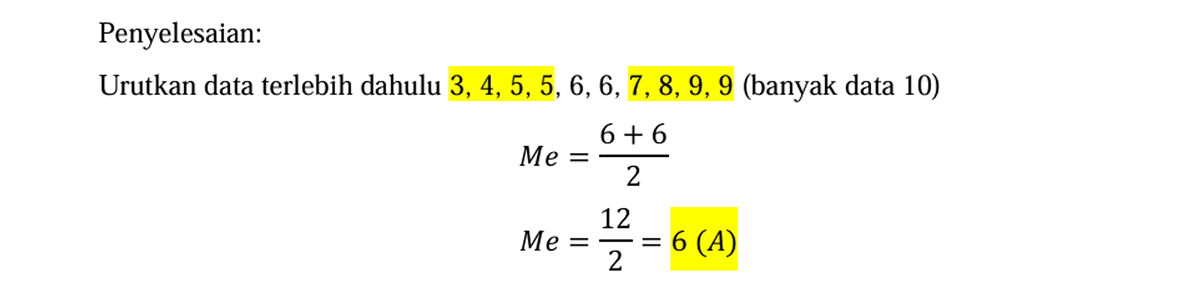 Penyelesaian:
Urutkan data terlebih dahulu 3, 4, 5, 5, 6, 6, 7, 8, 9, 9 (banyak data 10)
Me = (6 + 6)/2
Me = 12/2 = 6 (A)